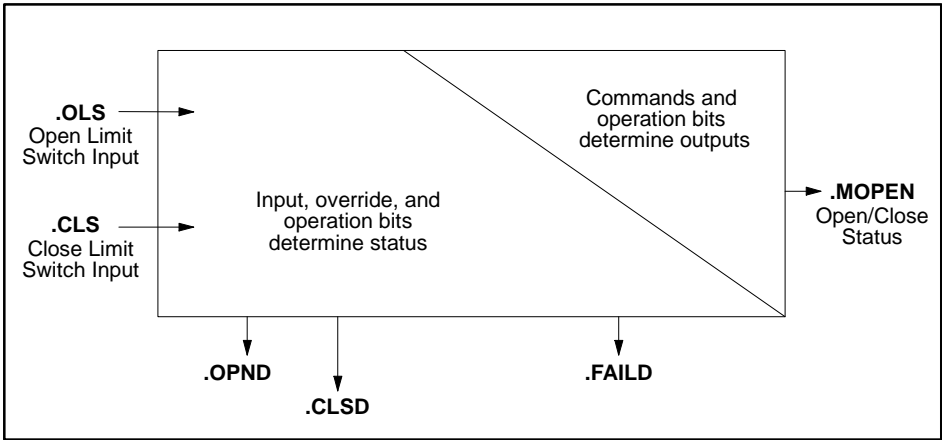 .OLS
Open Limit
Switch Input
.CLS
Close Limit
Switch Input
Input, override, and
operation bits
determine status
Commands and
operation bits
determine outputs
.MOPEN
Open/Close
Status
.OPND
.CLSD
.FAILD